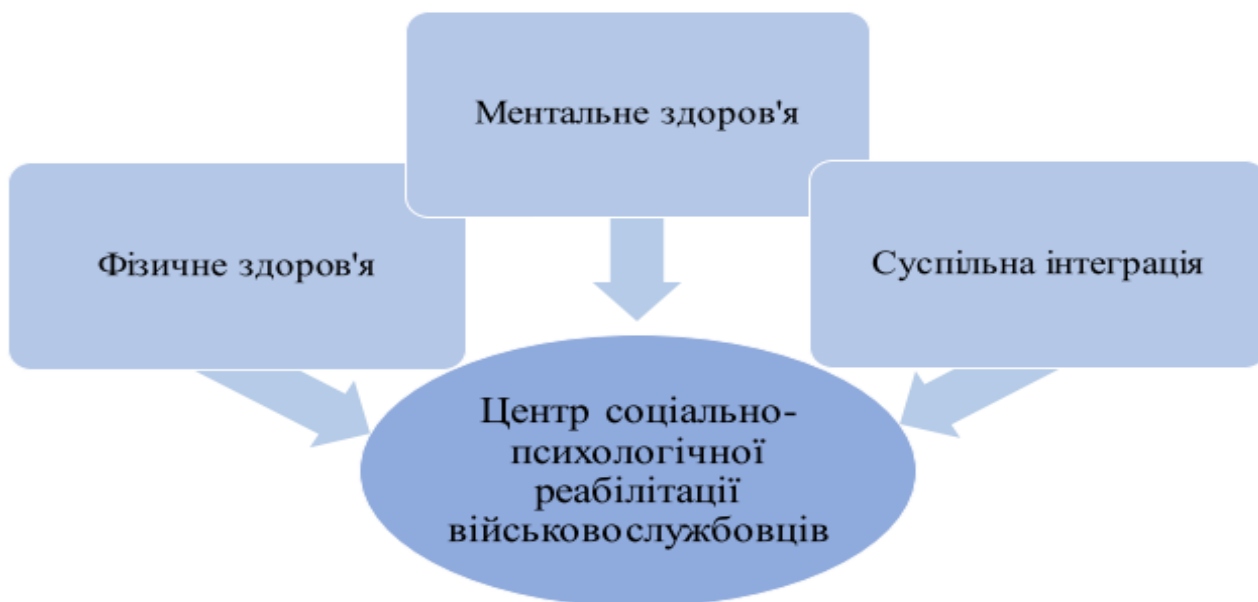 Ментальне здоров'я
Фізичне здоров'я
Суспільна інтеграція
Центр соціально-
психологічної
реабілітації
військовослужбовців